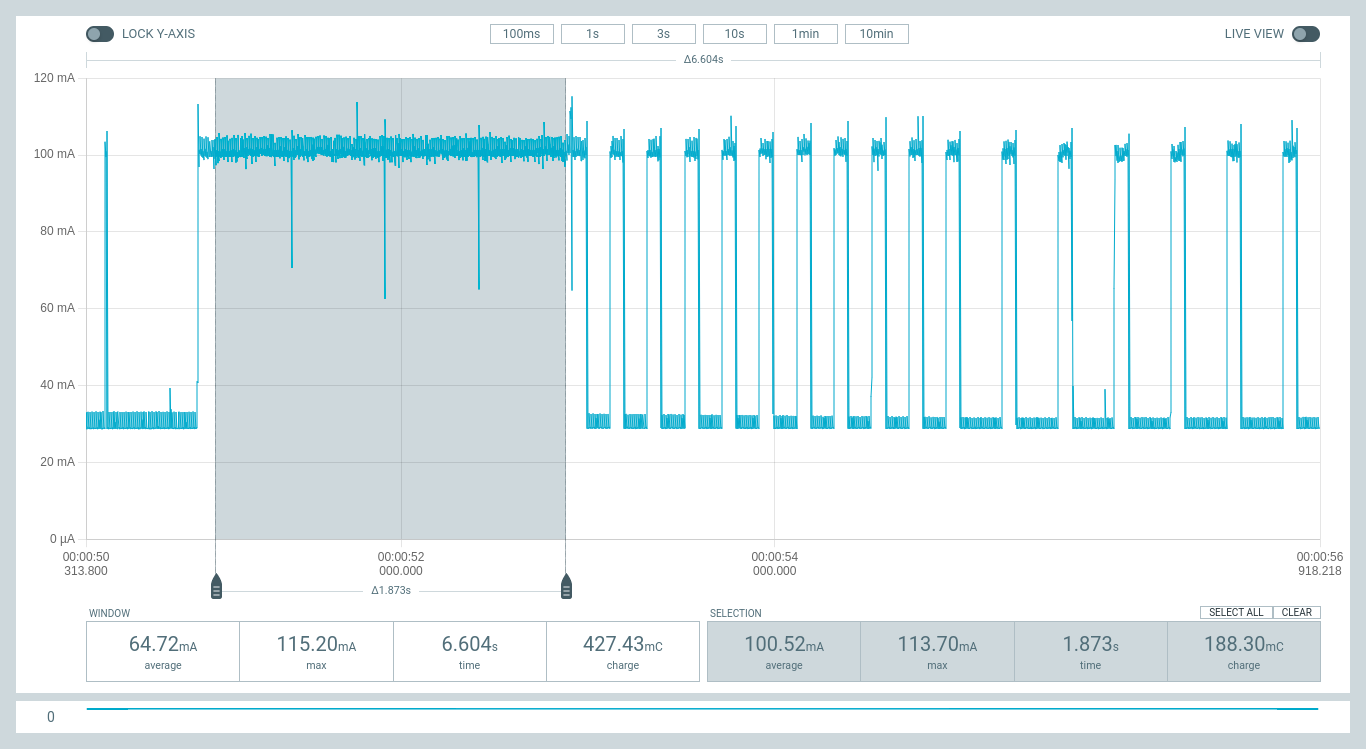 LOCK Y-AXIS 100ms 1s 3s 10s 1min 10min LIVE VIEW
Δ6.604s
120 mA
100 mA
80 mA
60 mA
40 mA
20 mA
0 µA
00:00:50 00:00:52 00:00:54 00:00:56
313.800 000.000 000.000 918.218
Δ1.873s
WINDOW SELECTION SELECT ALL CLEAR
64.72mA 115.20mA 6.604s 427.43mC 100.52mA 113.70mA 1.873s 188.30mC
average max time charge average max time charge
0